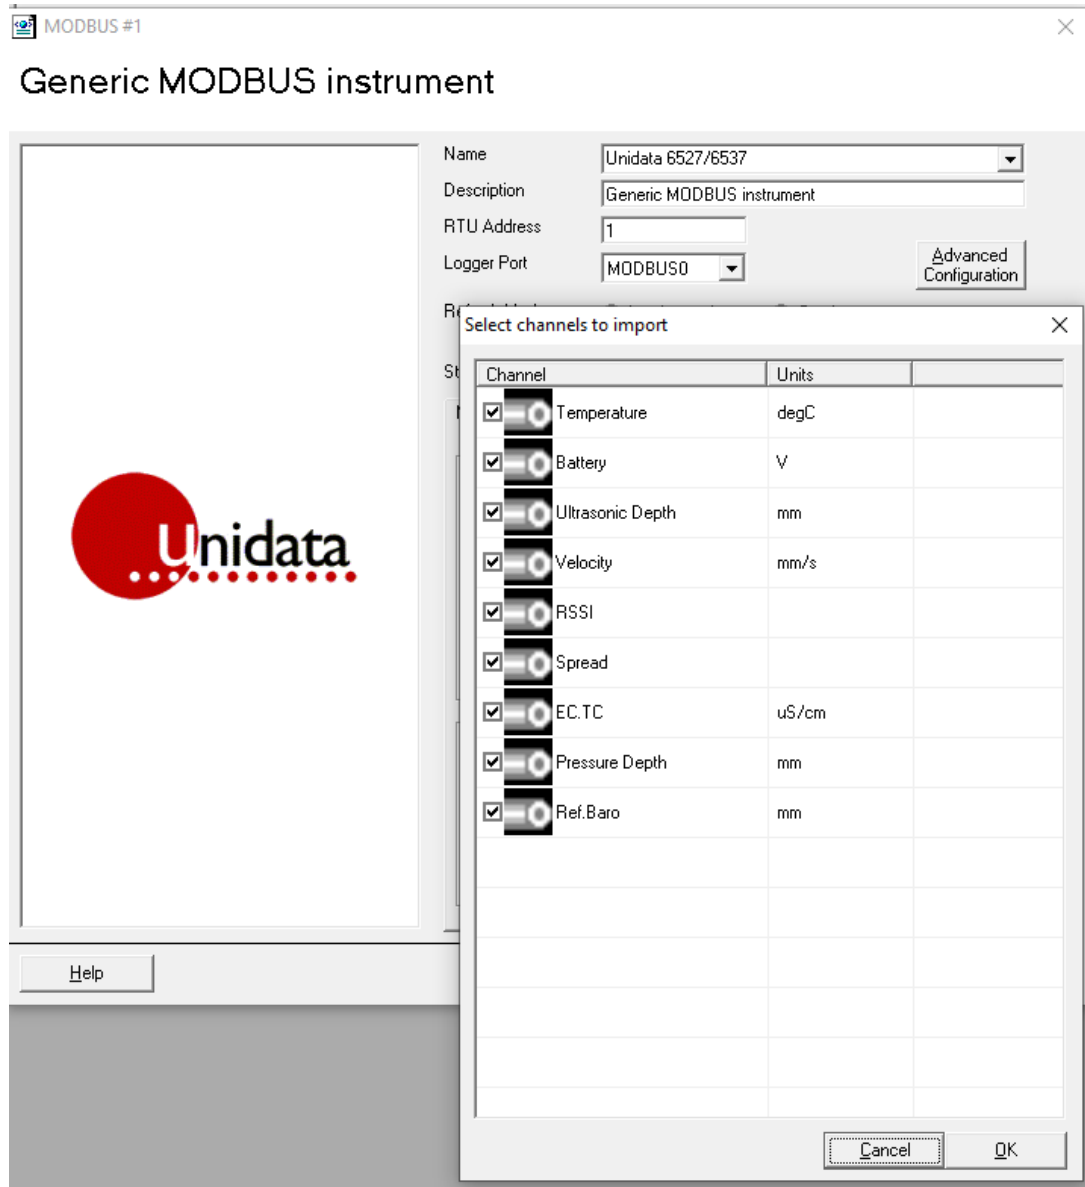 MODBUS #1
Generic MODBUS instrument
Name Unidata 6527/6537
Description Generic MODBUS instrument
RTU Address 1
Logger Port MODBUS0
Advanced
Configuration
Select channels to import
Channel Units
Temperature degC
Battery V
Ultrasonic Depth mm
Velocity mm/s
RSSI
Spread
EC.TC uS/cm
Pressure Depth mm
Ref.Baro mm
Unidata
Help
Cancel OK